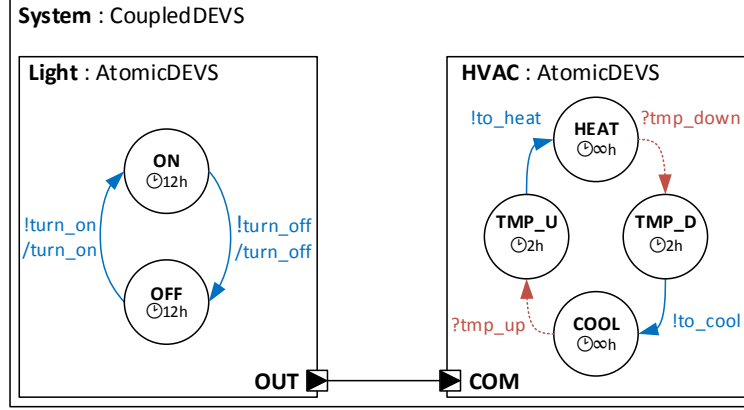 System : CoupledDEVS
Light : AtomicDEVS
ON
12h
!turn_on
/turn_on
!turn_off
/turn_off
OFF
12h
OUT
HVAC : AtomicDEVS
!to_heat
HEAT
∞h
?tmp_down
TMP_U
2h
TMP_D
2h
?tmp_up
COOL
∞h
!to_cool
COM